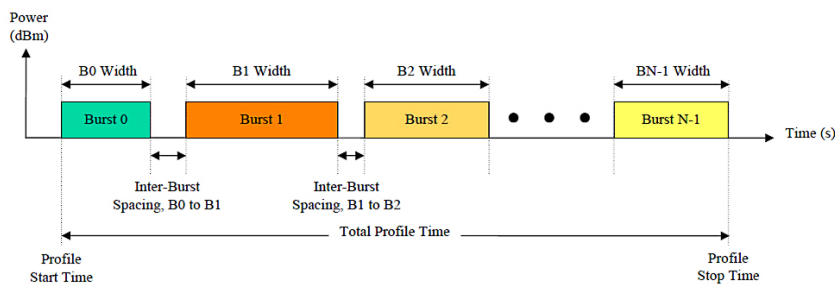 Power
(dBm)
B0 Width
B1 Width
B2 Width
BN-1 Width
Burst 0
Burst 1
Burst 2
Burst N-1
Time (s)
Inter-Burst
Spacing, B0 to B1
Inter-Burst
Spacing, B1 to B2
Total Profile Time
Profile
Start Time
Profile
Stop Time